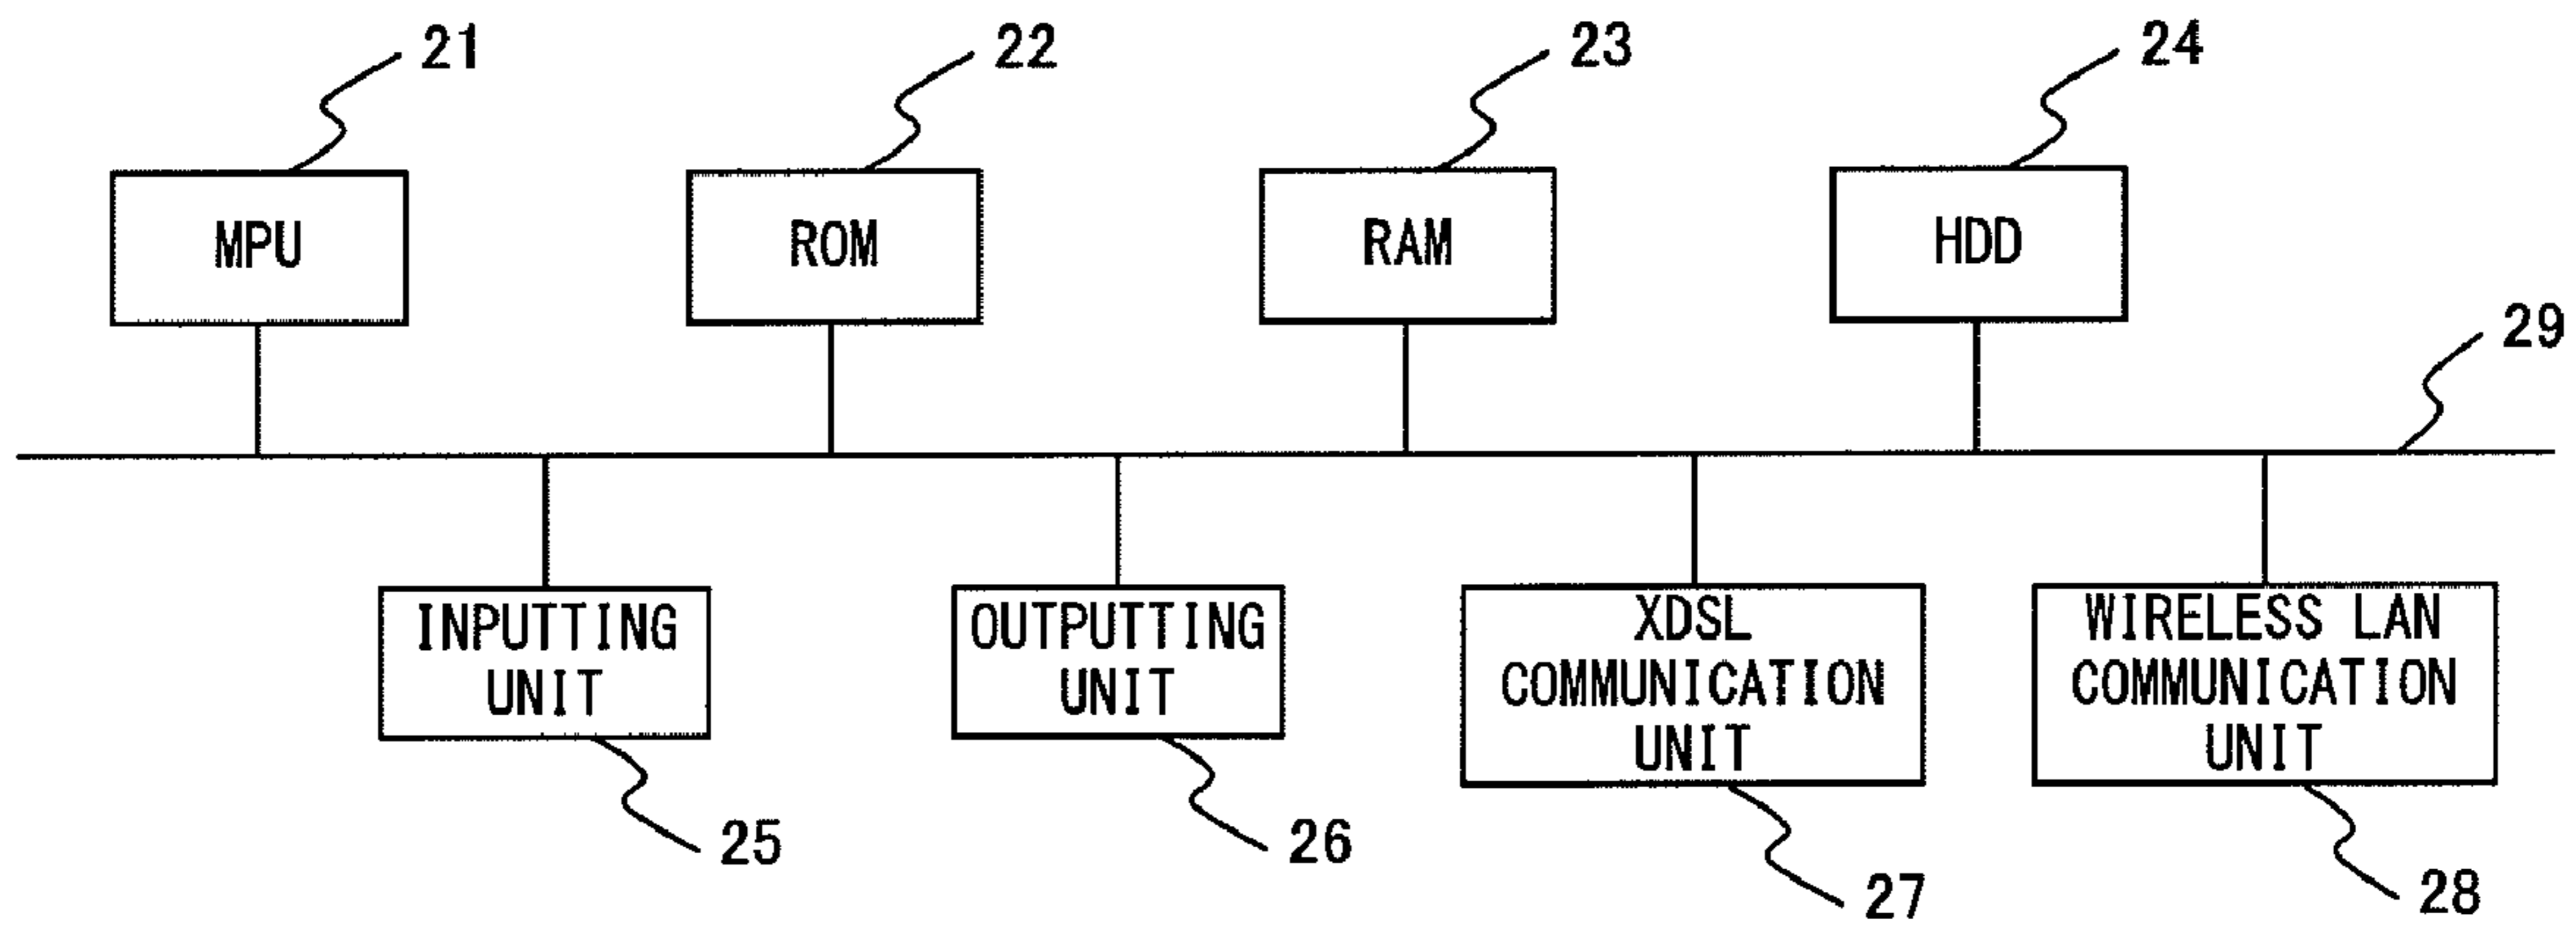 21
22
23
24
MPU
ROM
RAM
HDD
29
INPUTTING
UNIT
OUTPUTTING
UNIT
XDSL
COMMUNICATION
UNIT
WIRELESS LAN
COMMUNICATION
UNIT
25
26
27
28